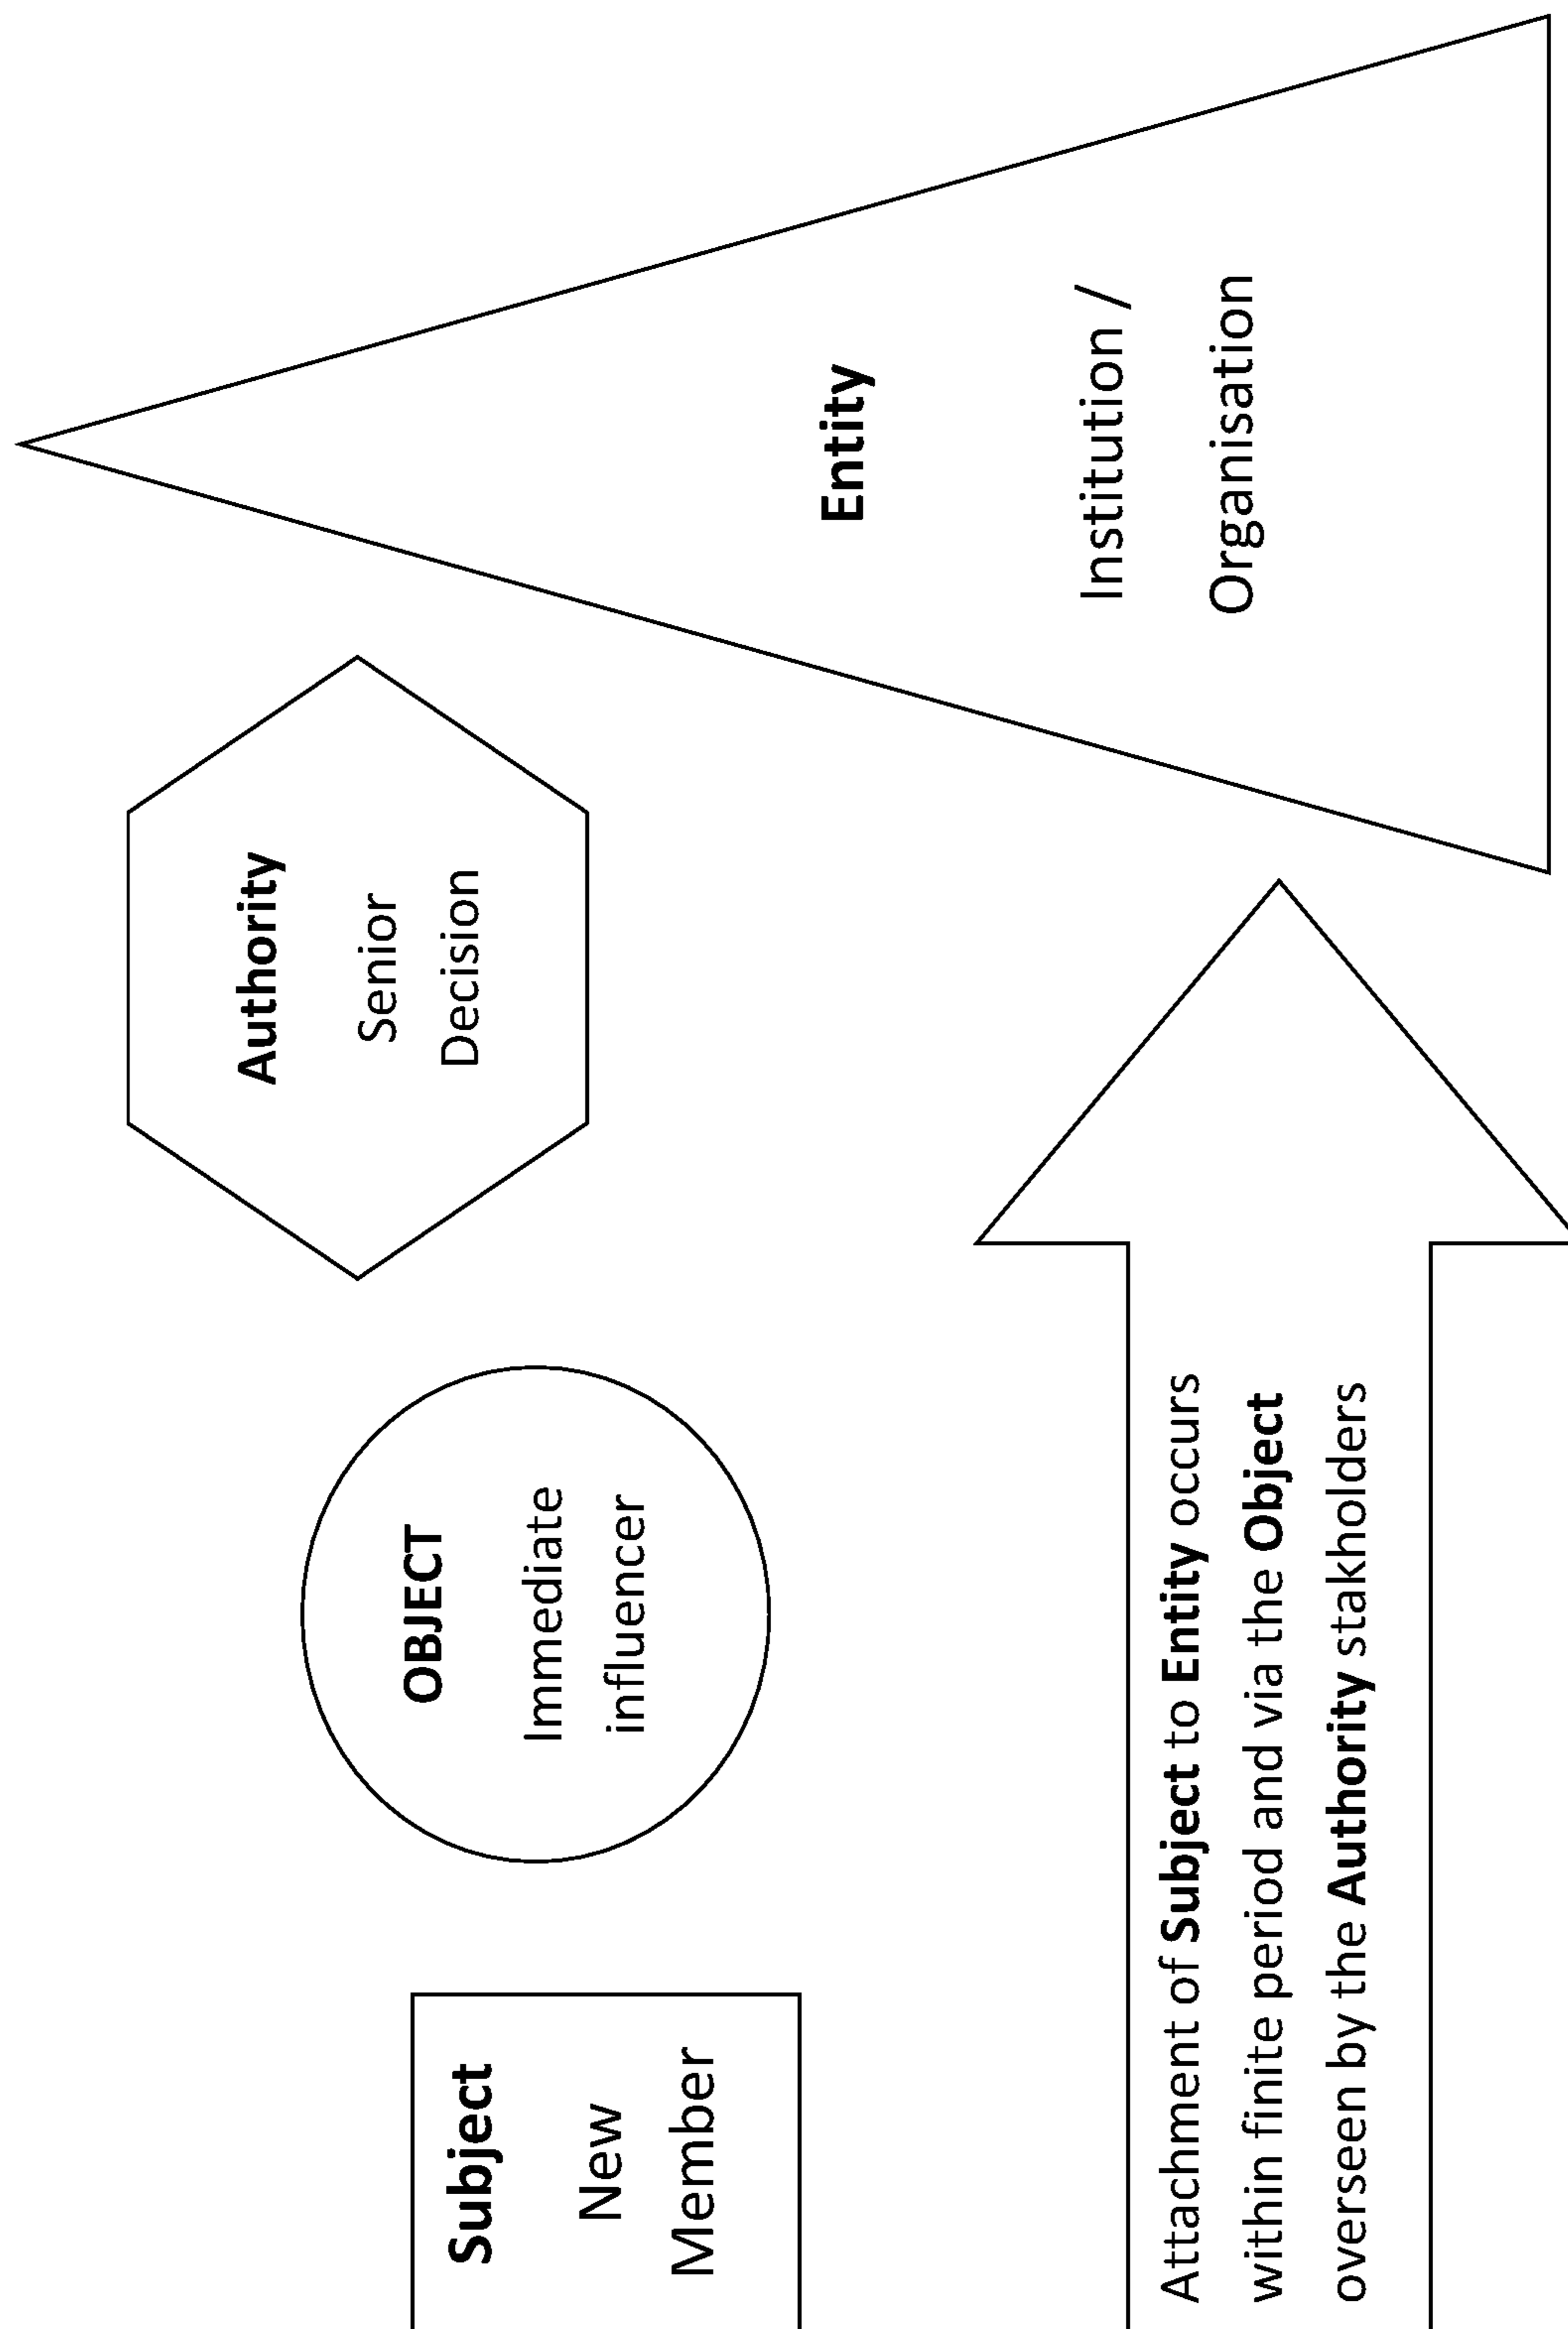 Subject
New
Member
OBJECT
Immediate
influencer
Authority
Senior
Decision
Entity
Institution /
Organisation
Attachment of Subject to Entity occurs
within finite period and via the Object
overseen by the Authority stakholders